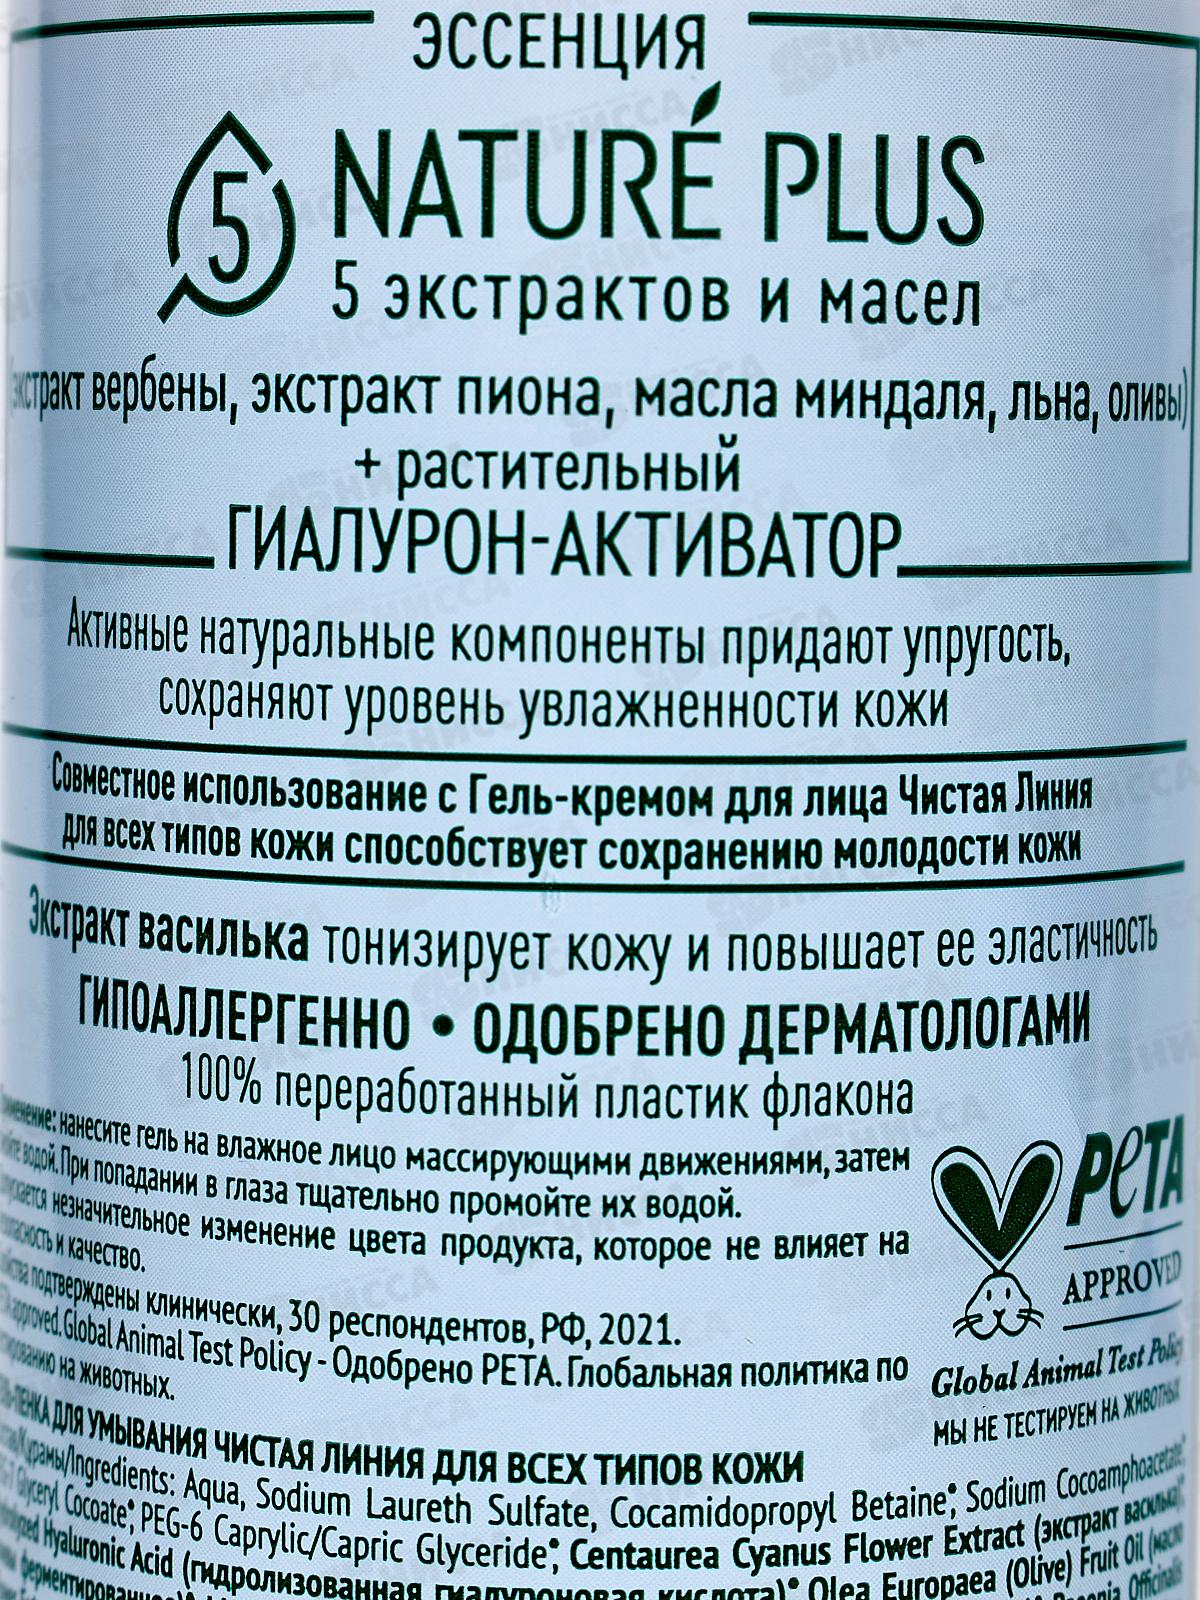 ЭССЕНЦИЯ
5 NATURÉ PLUS
5 экстрактов и масел
экстракт вербены, экстракт пиона, масла миндаля, льна, оливы)
+ растительный
ГИАЛУРОН-АКТИВАТОР
Активные натуральные компоненты придают упругость,
сохраняют уровень увлажненности кожи
Совместное использование с Гель-кремом для лица Чистая Линия
для всех типов кожи способствует сохранению молодости кожи
Экстракт василька тонизирует кожу и повышает ее эластичность
ГИПОАЛЛЕРГЕННО • ОДОБРЕНО ДЕРМАТОЛОГАМИ
100% переработанный пластик флакона
нанесите гель на влажное лицо массирующими движениями, затем
водой. При попадании в глаза тщательно промойте их водой.
незначительное изменение цвета продукта, которое не влияет на
и качество.
подтверждены клинически, 30 респондентов, РФ, 2021.
approved. Global Animal Test Policy - Одобрено PETA. Глобальная политика по
на животных.
PETA
APPROVED
Global Animal Test Policy
МЫ НЕ ТЕСТИРУЕМ НА ЖИВОТНЫХ
ДЛЯ УМЫВАНИЯ ЧИСТАЯ ЛИНИЯ ДЛЯ ВСЕХ ТИПОВ КОЖИ
/Ingredients: Aqua, Sodium Laureth Sulfate, Cocamidopropyl Betaine*, Sodium Cocoamphoacetate*,
Glyceryl Cocoate*, PEG-6 Caprylic/Capric Glyceride*, Centaurea Cyanus Flower Extract (экстракт василька)*,
Hyaluronic Acid (гидролизованная гиалуроновая кислота)* Olea Europaea (Olive) Fruit Oil (масло
Officinalis